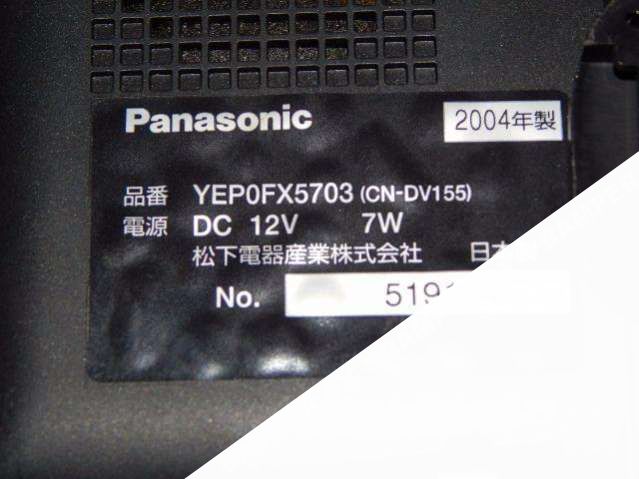 Panasonic 2004年製
品番 YEP0FX5703 (CN-DV155)
電源 DC 12V 7W
松下電器産業株式会社
No.